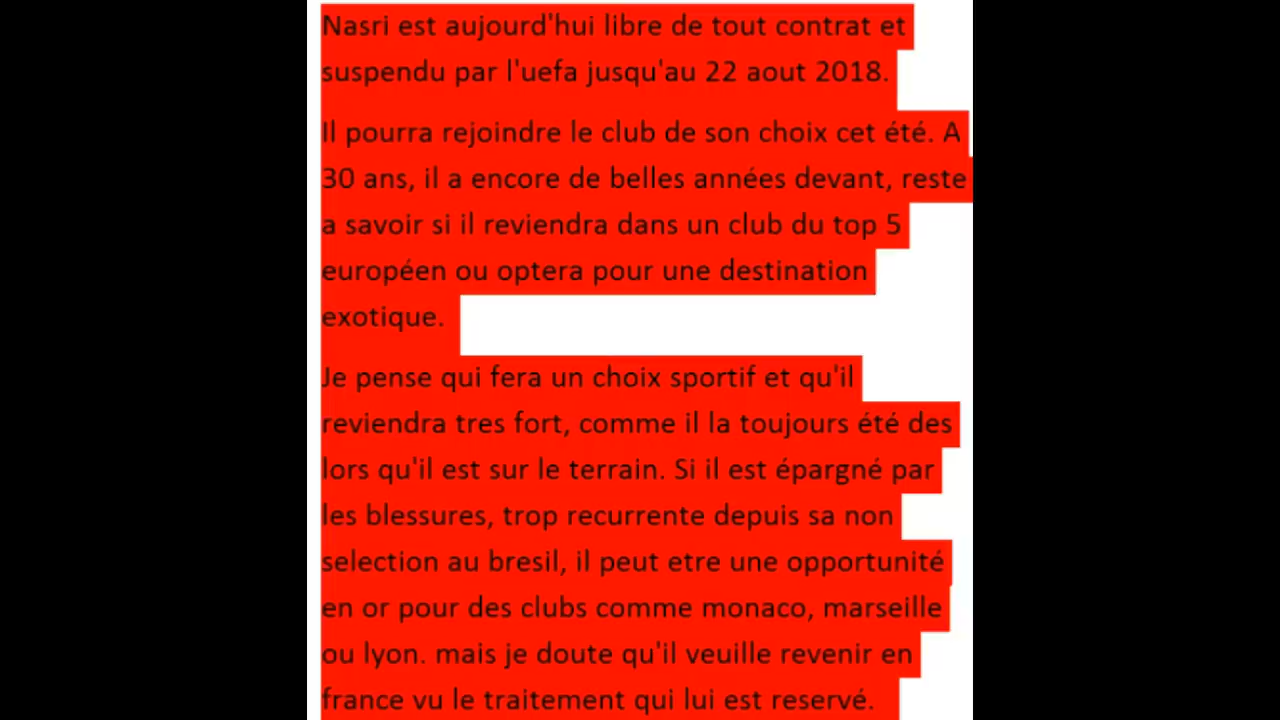 Nasri est aujourd'hui libre de tout contrat et
suspendu par l'uefa jusqu'au 22 aout 2018.
Il pourra rejoindre le club de son choix cet été. A
30 ans, il a encore de belles années devant, reste
a savoir si il reviendra dans un club du top 5
européen ou optera pour une destination
exotique.
Je pense qui fera un choix sportif et qu'il
reviendra tres fort, comme il la toujours été des
lors qu'il est sur le terrain. Si il est épargné par
les blessures, trop recurrente depuis sa non
selection au bresil, il peut etre une opportunité
en or pour des clubs comme monaco, marseille
ou lyon. mais je doute qu'il veuille revenir en
france vu le traitement qui lui est reservé.